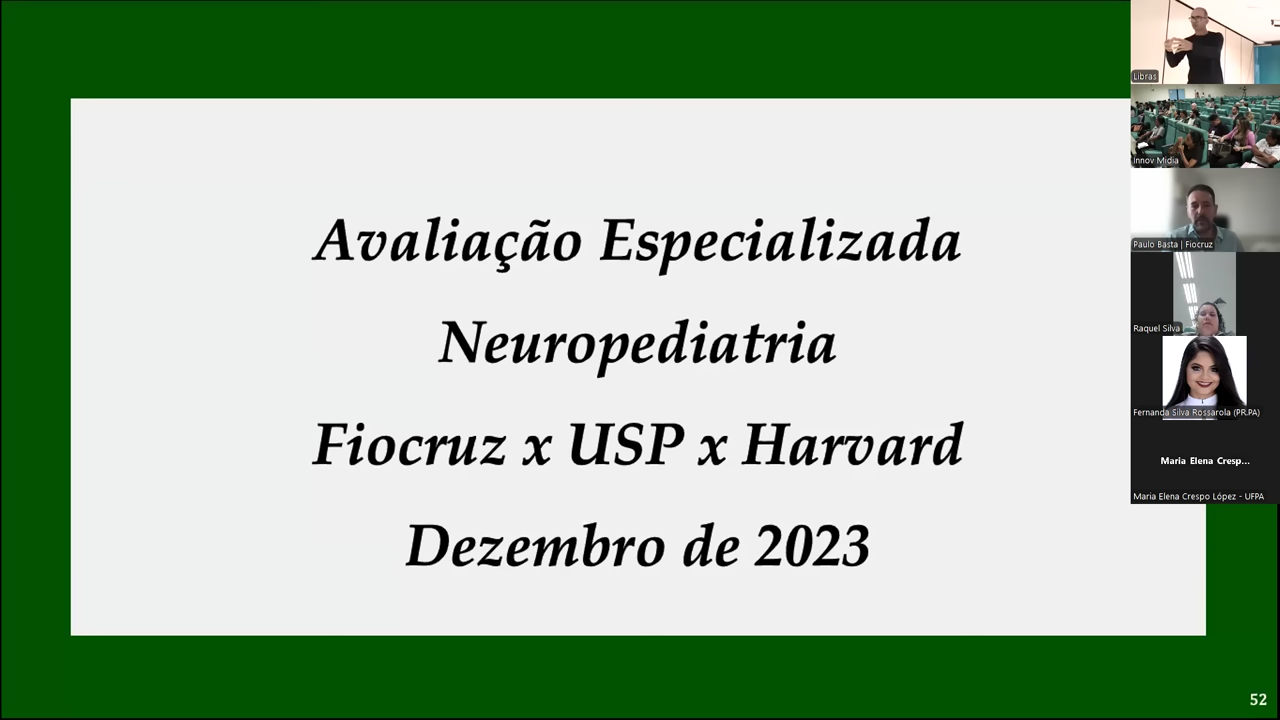 Avaliação Especializada
Neuropediatria
Fiocruz x USP x Harvard
Dezembro de 2023
52
Libras
Innov Midia
Paulo Basta | Fiocruz
Raquel Silva
Fernanda Silva Rossarola (PR.PA)
Maria Elena Cresp...
Maria Elena Crespo López - UFPA